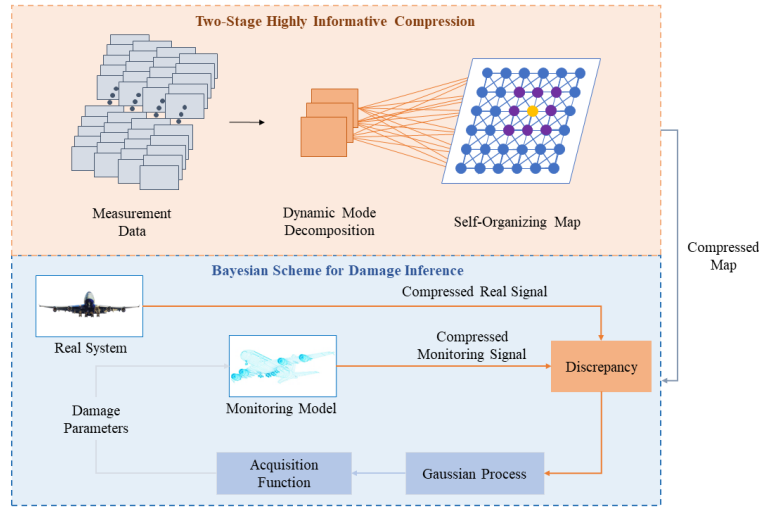 Two-Stage Highly Informative Compression
Measurement
Data
Dynamic Mode
Decomposition
Self-Organizing Map
Compressed
Map
Bayesian Scheme for Damage Inference
Compressed Real Signal
Real System
Compressed
Monitoring Signal
Discrepancy
Monitoring Model
Damage
Parameters
Acquisition
Function
Gaussian Process